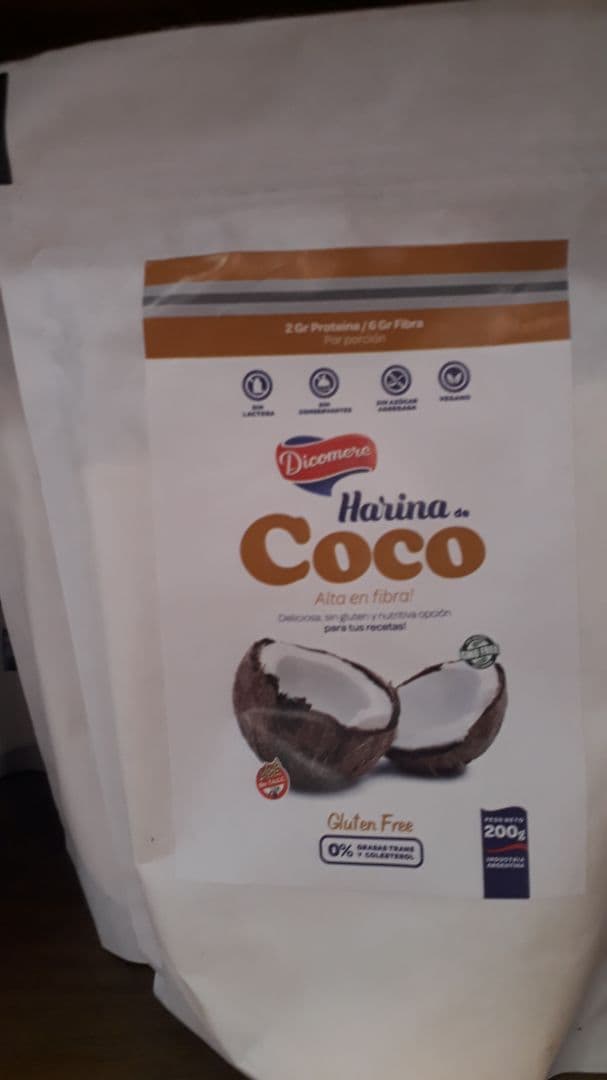 2 Gr Proteina / 6 Gr Fibra
Por porción
SIN
LACTOSA
SIN
CONSERVANTES
SIN AZÚCAR
AGREGADA
VEGANO
Dicomere
Harina de
Coco
Alta en fibra!
Deliciosa, sin gluten y nutritiva opción
para tus recetas!
Sin T.A.C.C.
Gluten Free
0% GRASAS TRANS
Y COLESTEROL
PESO NETO
200g
INDUSTRIA
ARGENTINA